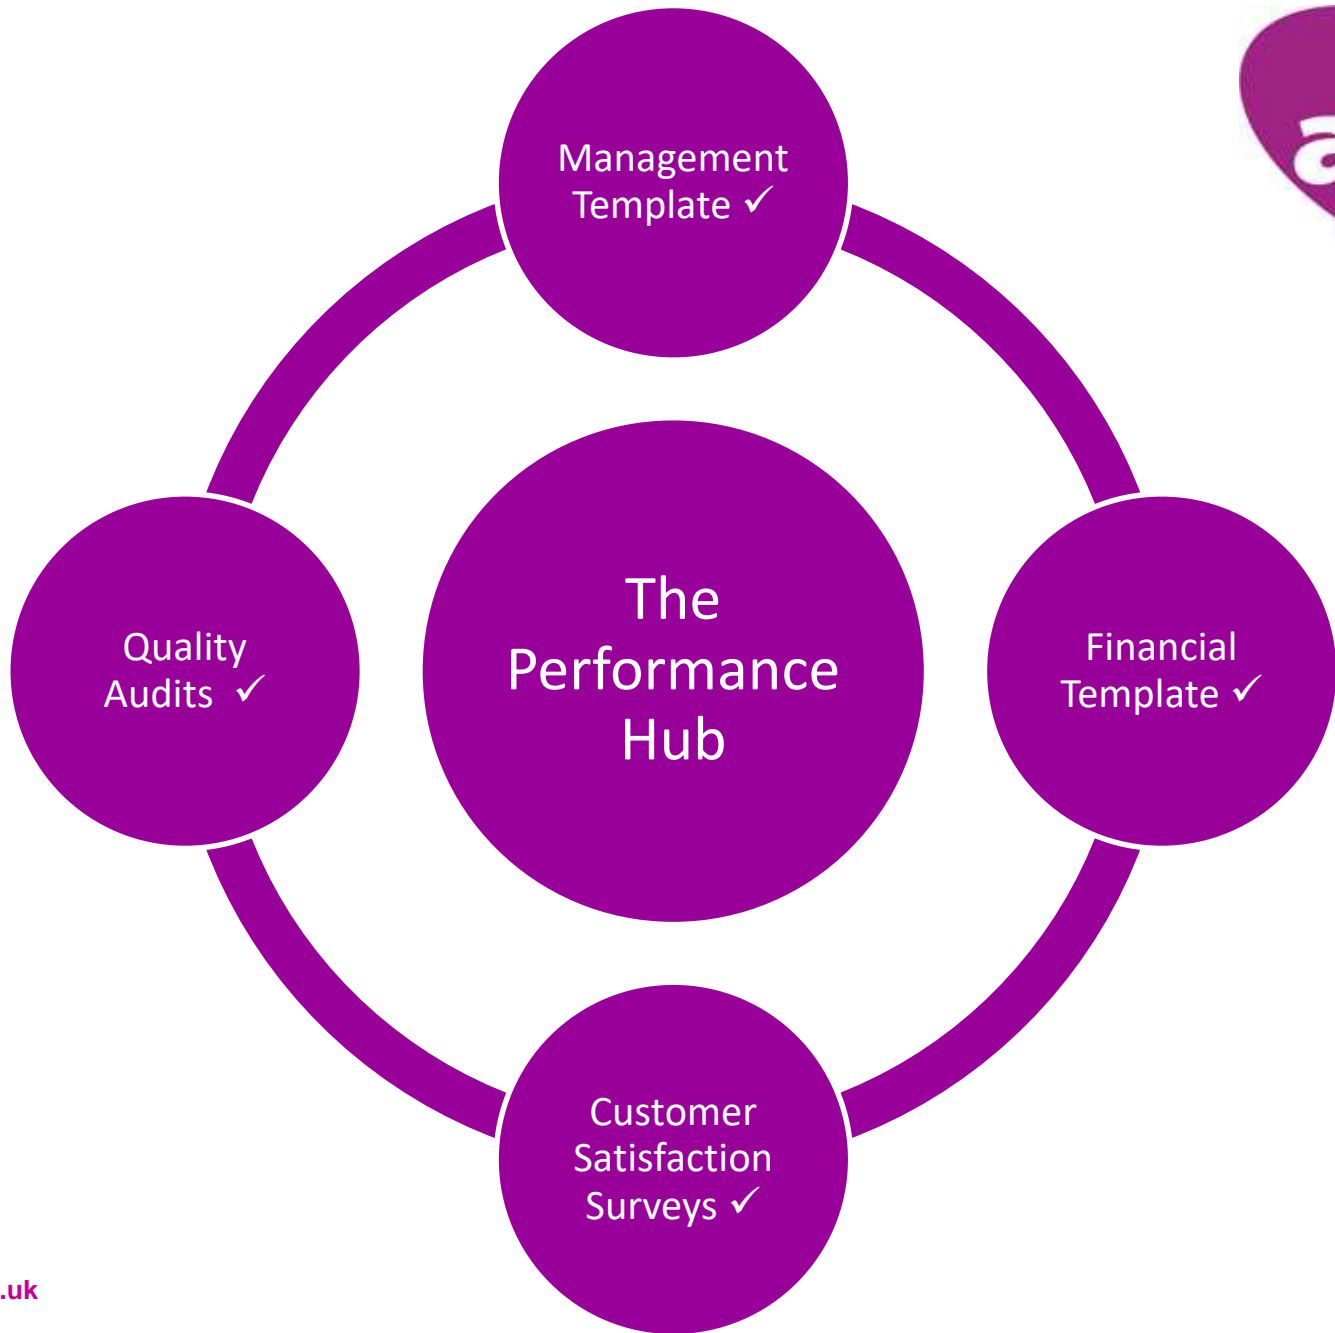 Management
Template ✓
a
The
Performance
Hub
Quality
Audits ✓
Financial
Template ✓
Customer
Satisfaction
Surveys ✓
.uk